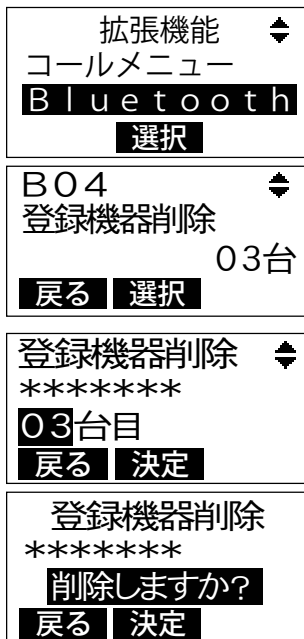 拡張機能
コールメニュー
Ｂｌｕｅｔｏｏｔｈ
選択
Ｂ０４
登録機器削除
０３台
戻る 選択
登録機器削除
*******
０３台目
戻る 決定
登録機器削除
*******
削除しますか?
戻る 決定